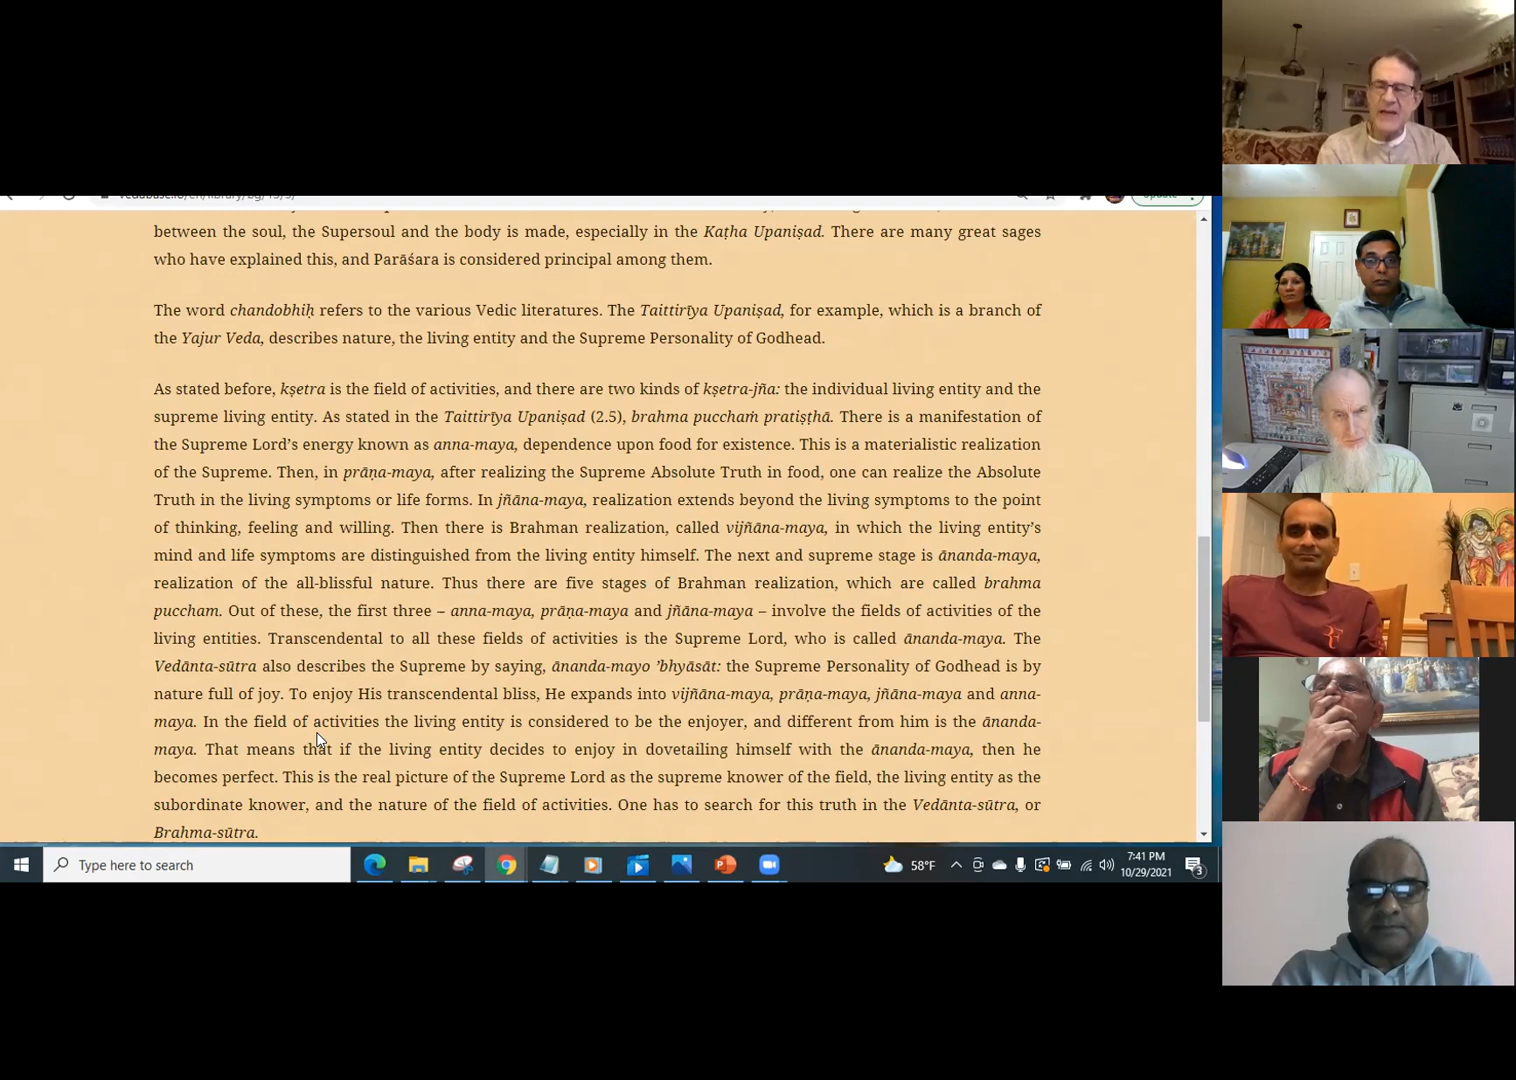 between the soul, the Supersoul and the body is made, especially in the Kaṭha Upaniṣad. There are many great sages
who have explained this, and Parāśara is considered principal among them.
The word chandobhiḥ refers to the various Vedic literatures. The Taittirīya Upaniṣad, for example, which is a branch of
the Yajur Veda, describes nature, the living entity and the Supreme Personality of Godhead.
As stated before, kṣetra is the field of activities, and there are two kinds of kṣetra-jña: the individual living entity and the
supreme living entity. As stated in the Taittirīya Upaniṣad (2.5), brahma pucchaṁ pratiṣṭhā. There is a manifestation of
the Supreme Lord’s energy known as anna-maya, dependence upon food for existence. This is a materialistic realization
of the Supreme. Then, in prāṇa-maya, after realizing the Supreme Absolute Truth in food, one can realize the Absolute
Truth in the living symptoms or life forms. In jñāna-maya, realization extends beyond the living symptoms to the point
of thinking, feeling and willing. Then there is Brahman realization, called vijñāna-maya, in which the living entity’s
mind and life symptoms are distinguished from the living entity himself. The next and supreme stage is ānanda-maya,
realization of the all-blissful nature. Thus there are five stages of Brahman realization, which are called brahma
puccham. Out of these, the first three – anna-maya, prāṇa-maya and jñāna-maya – involve the fields of activities of the
living entities. Transcendental to all these fields of activities is the Supreme Lord, who is called ānanda-maya. The
Vedānta-sūtra also describes the Supreme by saying, ānanda-mayo ’bhyāsāt: the Supreme Personality of Godhead is by
nature full of joy. To enjoy His transcendental bliss, He expands into vijñāna-maya, prāṇa-maya, jñāna-maya and anna-
maya. In the field of activities the living entity is considered to be the enjoyer, and different from him is the ānanda-
maya. That means that if the living entity decides to enjoy in dovetailing himself with the ānanda-maya, then he
becomes perfect. This is the real picture of the Supreme Lord as the supreme knower of the field, the living entity as the
subordinate knower, and the nature of the field of activities. One has to search for this truth in the Vedānta-sūtra, or
Brahma-sūtra.
Type here to search
58°F
7:41 PM
10/29/2021
3